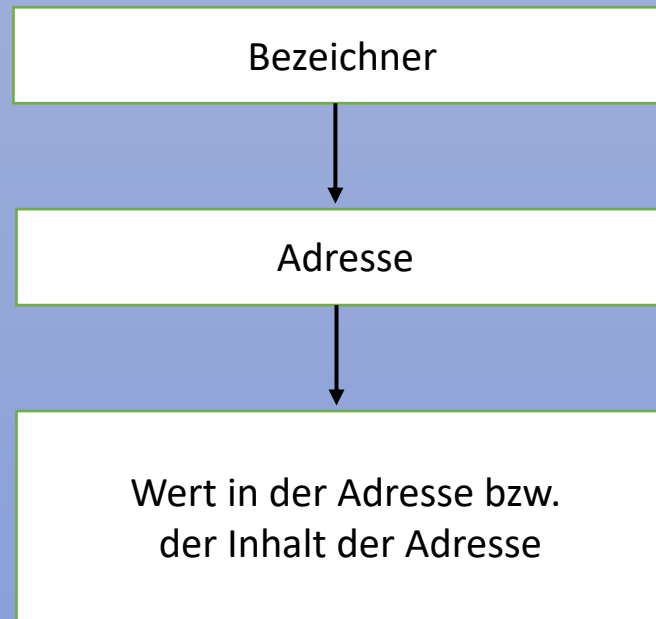 Bezeichner
Adresse
Wert in der Adresse bzw.
der Inhalt der Adresse